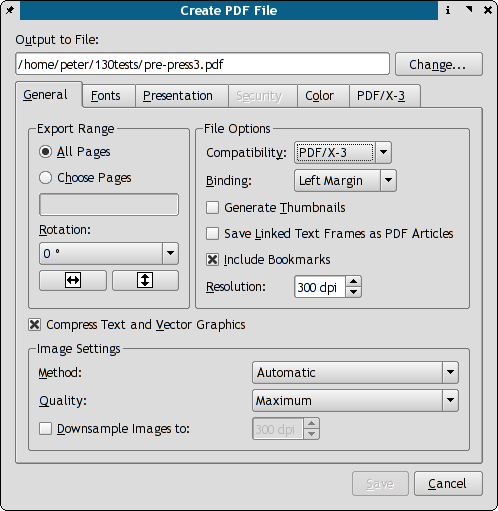 Create PDF File
Output to File:
/home/peter/130tests/pre-press3.pdf
Change...
General Fonts Presentation Security Color PDF/X-3
Export Range
All Pages
Choose Pages
Rotation:
0 °
File Options
Compatibility: PDF/X-3
Binding: Left Margin
Generate Thumbnails
Save Linked Text Frames as PDF Articles
Include Bookmarks
Resolution: 300 dpi
Compress Text and Vector Graphics
Image Settings
Method: Automatic
Quality: Maximum
Downsample Images to: 300 dpi
Save Cancel